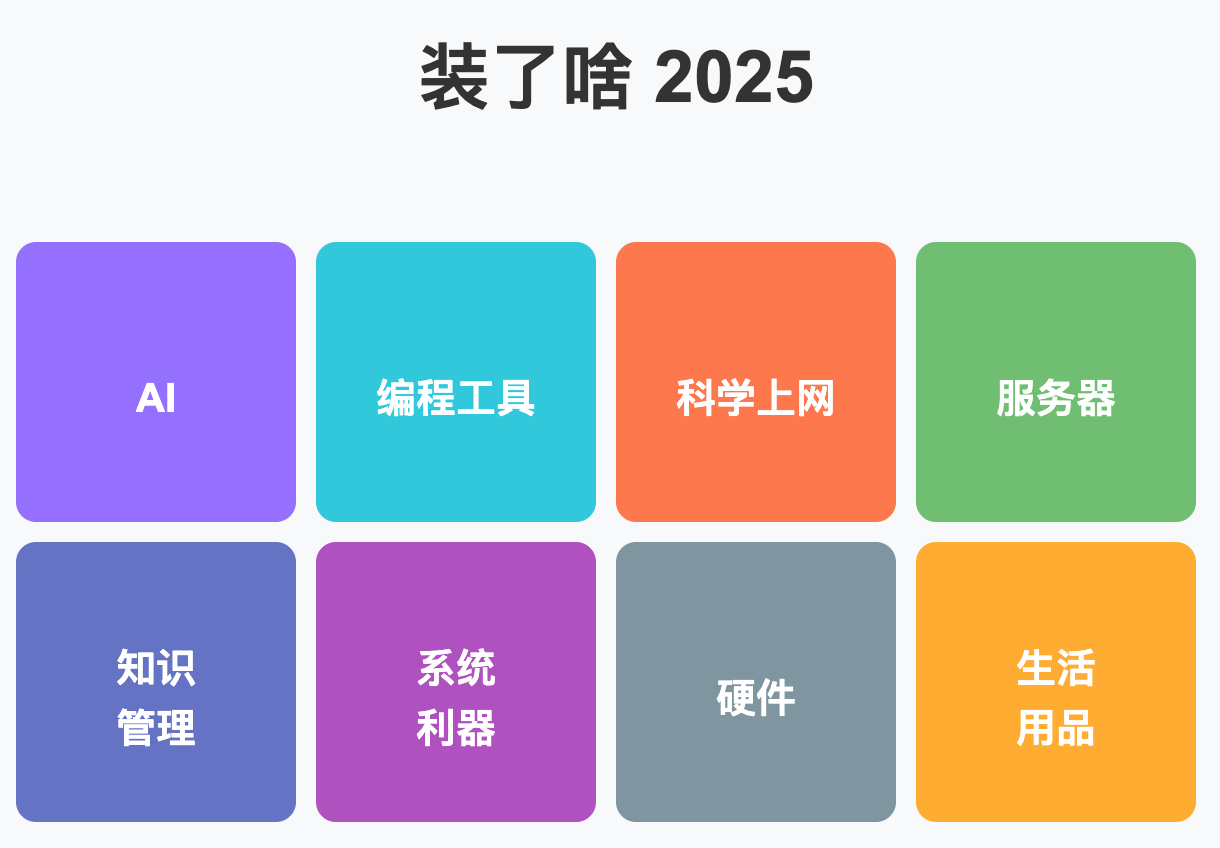 装了啥 2025
AI
编程工具
科学上网
服务器
知识
管理
系统
利器
硬件
生活
用品